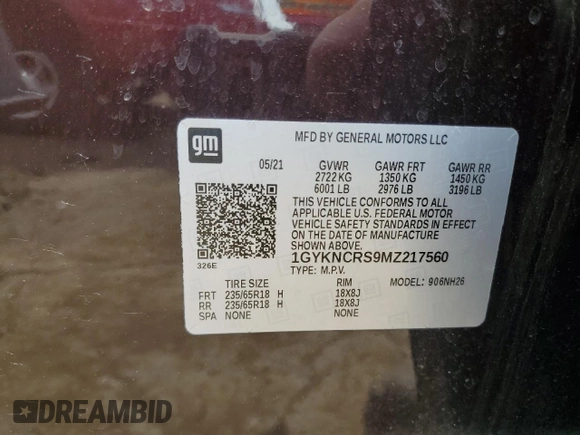 gm
MFD BY GENERAL MOTORS LLC
05/21 GVWR GAWR FRT GAWR RR
2722 KG 1350 KG 1450 KG
6001 LB 2976 LB 3196 LB
THIS VEHICLE CONFORMS TO ALL
APPLICABLE U.S. FEDERAL MOTOR
VEHICLE SAFETY STANDARDS IN EFFECT
ON THE DATE OF MANUFACTURE
SHOWN ABOVE.
1GYKNCRS9MZ217560
326E
TYPE: M.P.V. MODEL: 906NH26
TIRE SIZE RIM
FRT 235/65R18 H 18X8J
RR 235/65R18 H 18X8J
SPA NONE NONE
DREAMBID